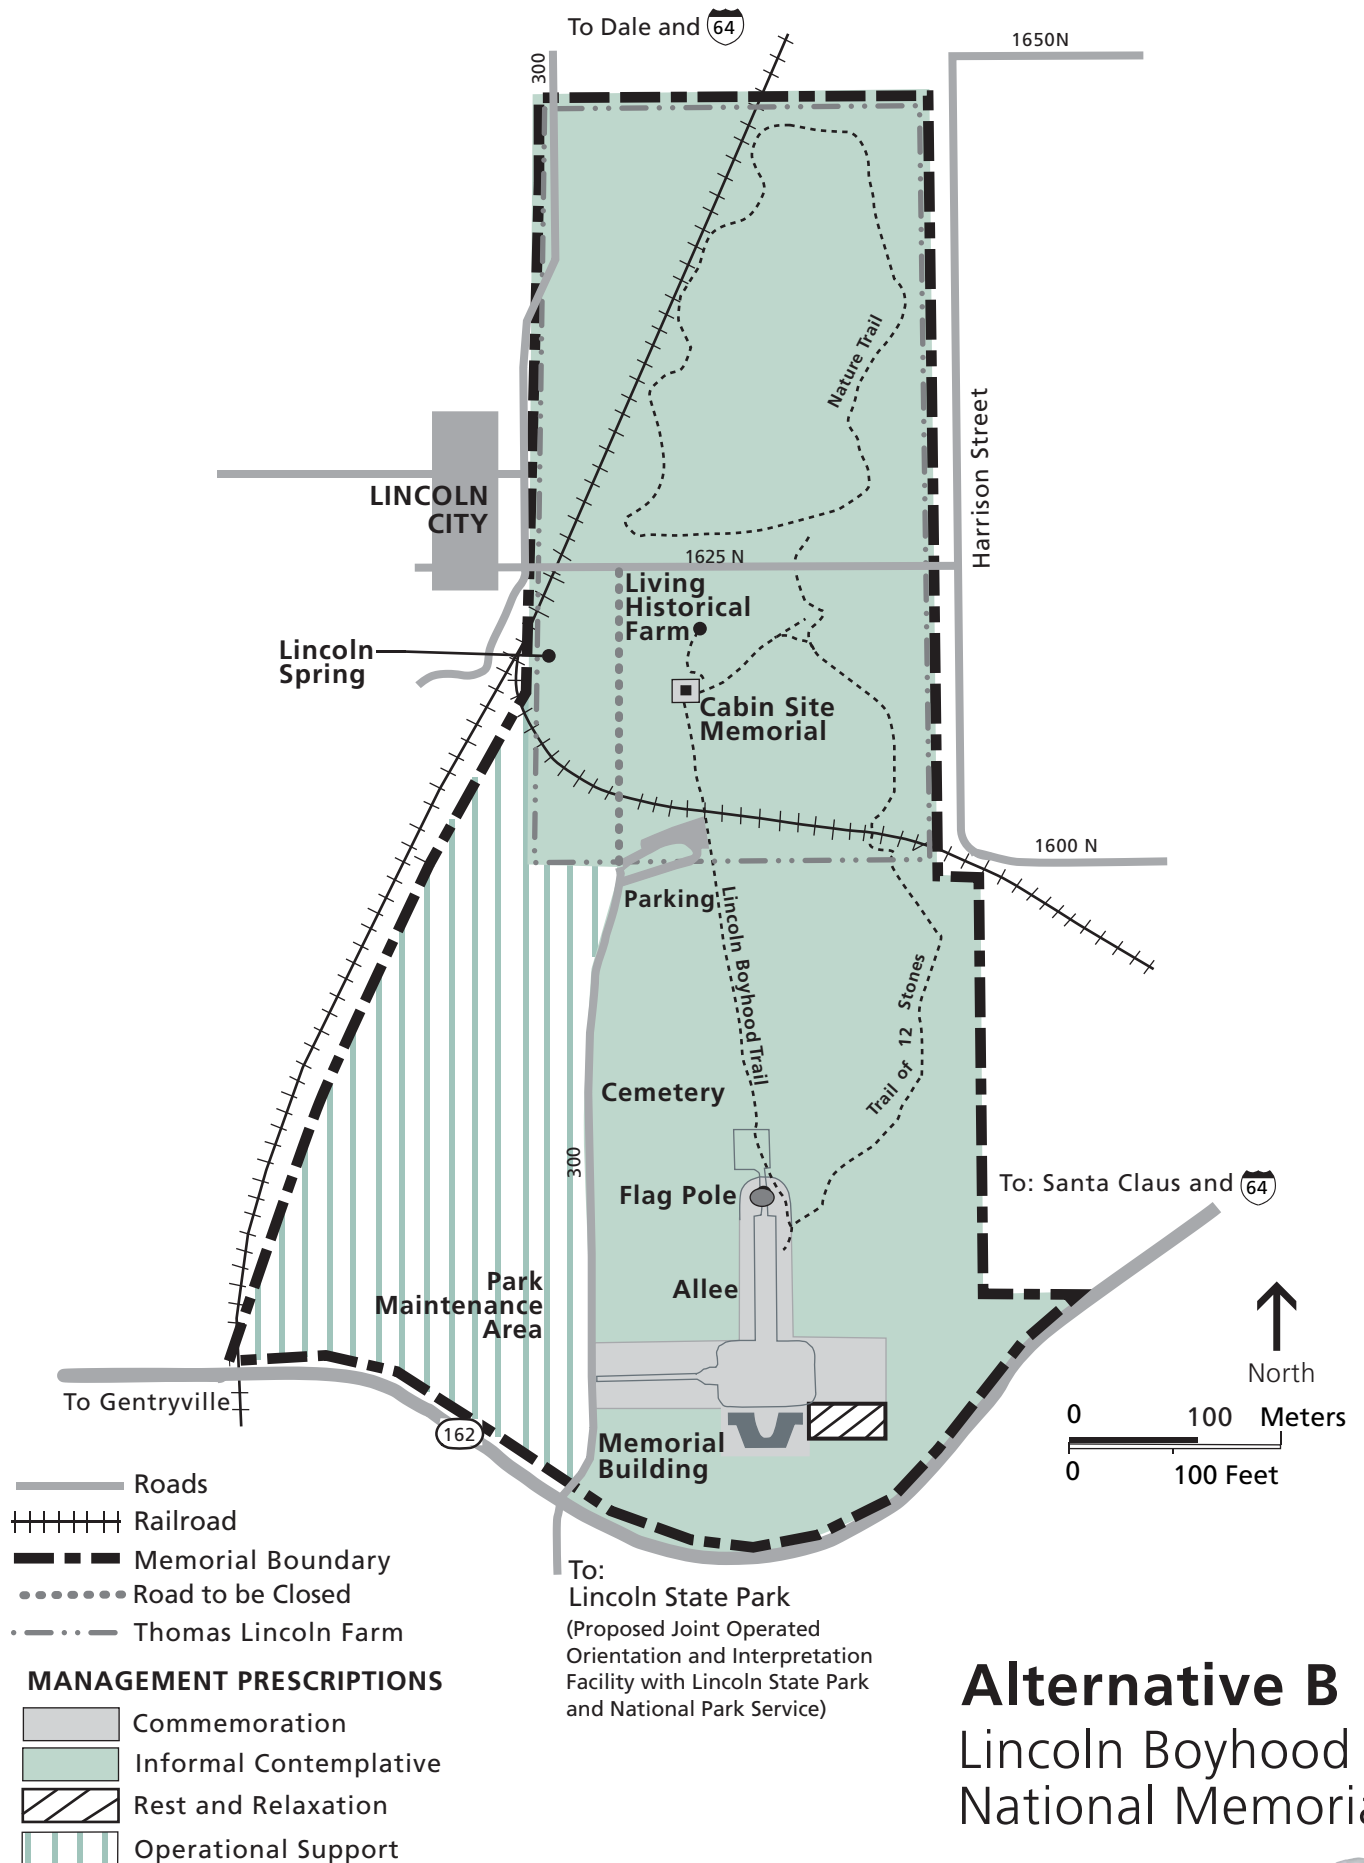 To Dale and 64
1650N
300
Nature Trail
Harrison Street
LINCOLN
CITY
1625 N
Living
Historical
Farm
Lincoln
Spring
Cabin Site
Memorial
1600 N
Parking
Lincoln Boyhood Trail
Trail of 12 Stones
Cemetery
300
Flag Pole
To: Santa Claus and 64
Allee
Park
Maintenance
Area
North
To Gentryville
162
0 100 Meters
0 100 Feet
Memorial
Building
Roads
Railroad
Memorial Boundary
Road to be Closed
Thomas Lincoln Farm
To:
Lincoln State Park
(Proposed Joint Operated
Orientation and Interpretation
Facility with Lincoln State Park
and National Park Service)
MANAGEMENT PRESCRIPTIONS
Commemoration
Informal Contemplative
Rest and Relaxation
Operational Support
Alternative B
Lincoln Boyhood
National Memoria